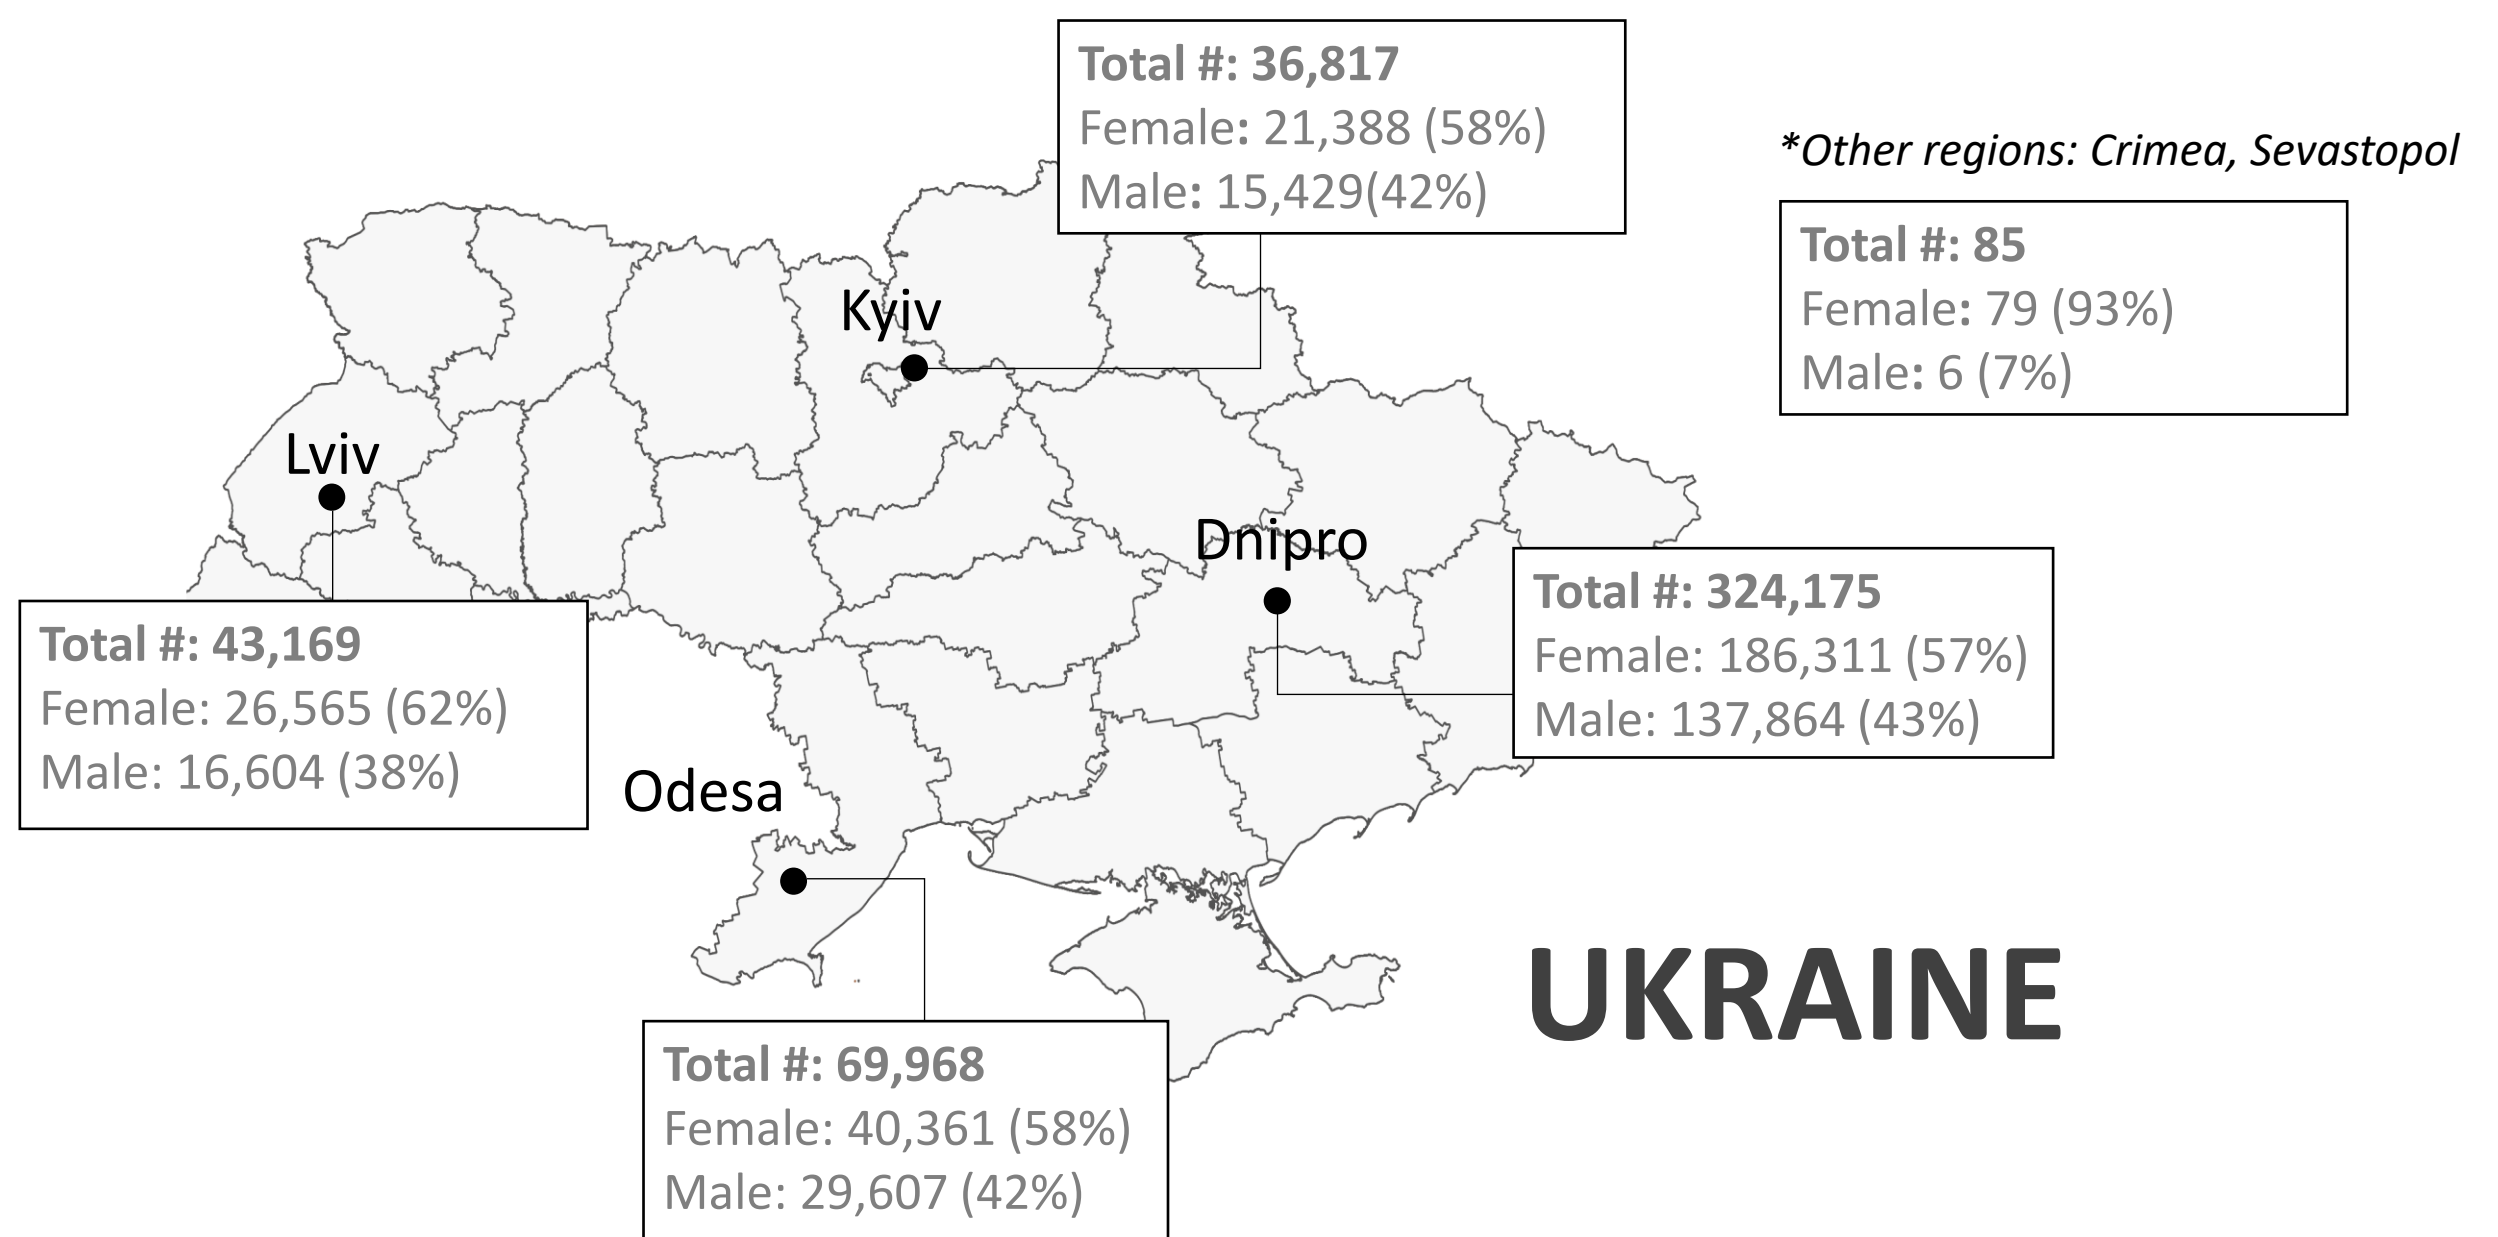 Total #: 36,817
Female: 21,388 (58%)
Male: 15,429(42%)
*Other regions: Crimea, Sevastopol
Total #: 85
Female: 79 (93%)
Male: 6 (7%)
Kyiv
Lviv
Dnipro
Total #: 324,175
Female: 186,311 (57%)
Male: 137,864 (43%)
Total #: 43,169
Female: 26,565 (62%)
Male: 16,604 (38%)
Odesa
UKRAINE
Total #: 69,968
Female: 40,361 (58%)
Male: 29,607 (42%)